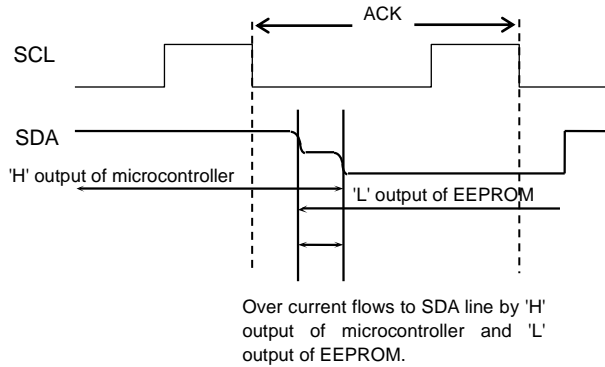 ACK
SCL
SDA
'H' output of microcontroller
'L' output of EEPROM
Over current flows to SDA line by 'H'
output of microcontroller and 'L'
output of EEPROM.